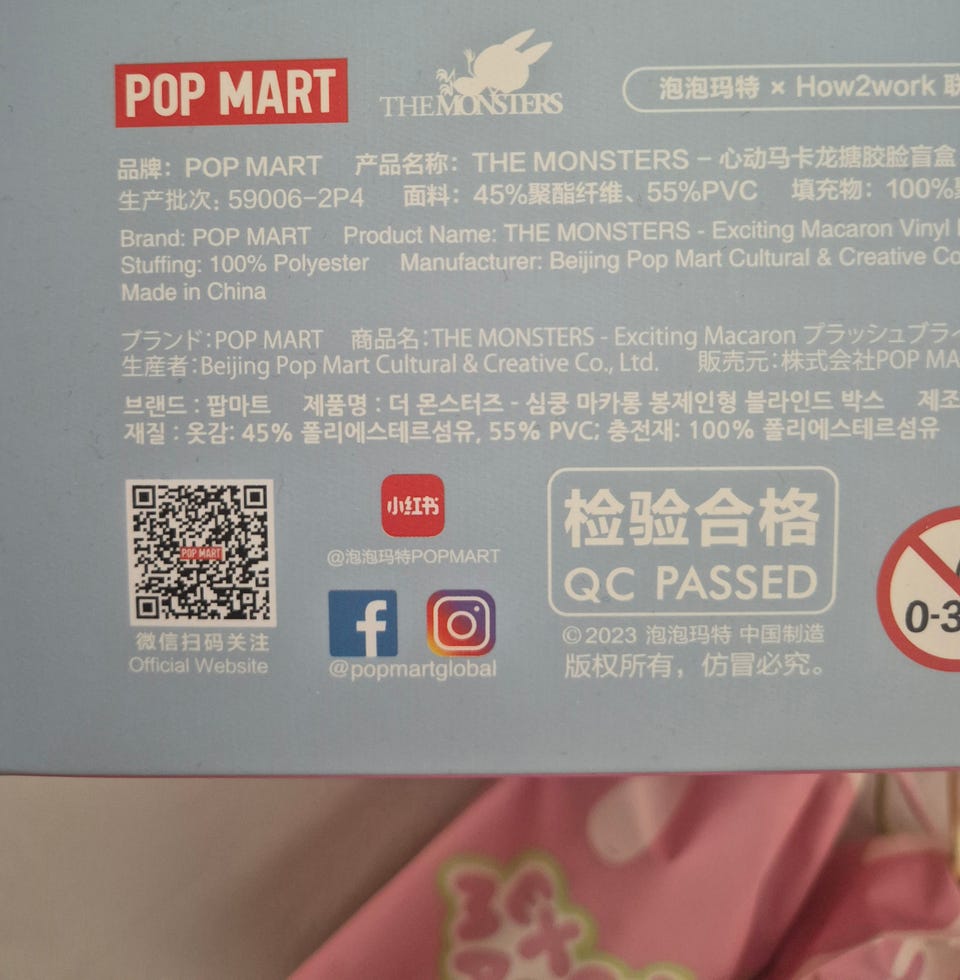 POP MART
THE MONSTERS
泡泡玛特 × How2work
品牌：POP MART 产品名称：THE MONSTERS – 心动马卡龙搪胶脸盲盒
生产批次：59006-2P4 面料：45%聚酯纤维、55%PVC 填充物：100%
Brand: POP MART Product Name: THE MONSTERS - Exciting Macaron Vinyl
Stuffing: 100% Polyester Manufacturer: Beijing Pop Mart Cultural & Creative Co
Made in China
ブランド：POP MART 商品名：THE MONSTERS - Exciting Macaron プラッシュブライ
生産者：Beijing Pop Mart Cultural & Creative Co., Ltd. 販売元：株式会社POP MA
브랜드 : 팝마트 제품명 : 더 몬스터즈 - 심쿵 마카롱 봉제인형 블라인드 박스 제조
재질 : 옷감: 45% 폴리에스테르섬유, 55% PVC; 충전재: 100% 폴리에스테르섬유
POP MART
微信扫码关注
Official Website
小红书
@泡泡玛特POPMART
@popmartglobal
检验合格
QC PASSED
©2023 泡泡玛特 中国制造
版权所有，仿冒必究。
0-3